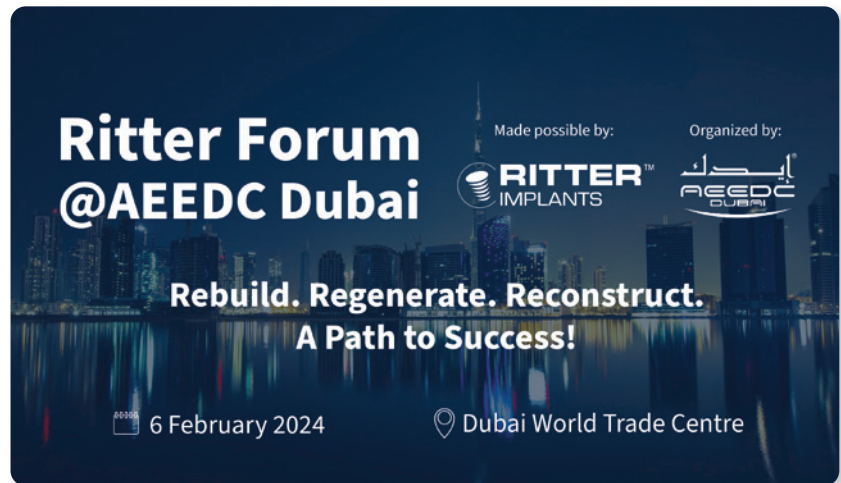 Ritter Forum
@AEEDC Dubai
Made possible by:
RITTER™
IMPLANTS
Organized by:
إيدك®
AEEDC
DUBAI
Rebuild. Regenerate. Reconstruct.
A Path to Success!
6 February 2024
Dubai World Trade Centre